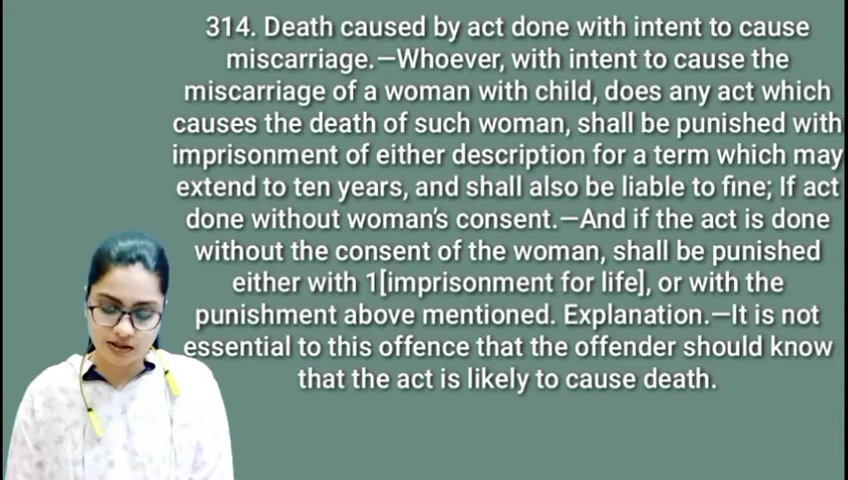 314. Death caused by act done with intent to cause
miscarriage.—Whoever, with intent to cause the
miscarriage of a woman with child, does any act which
causes the death of such woman, shall be punished with
imprisonment of either description for a term which may
extend to ten years, and shall also be liable to fine; If act
done without woman's consent.—And if the act is done
without the consent of the woman, shall be punished
either with 1[imprisonment for life], or with the
punishment above mentioned. Explanation.—It is not
essential to this offence that the offender should know
that the act is likely to cause death.